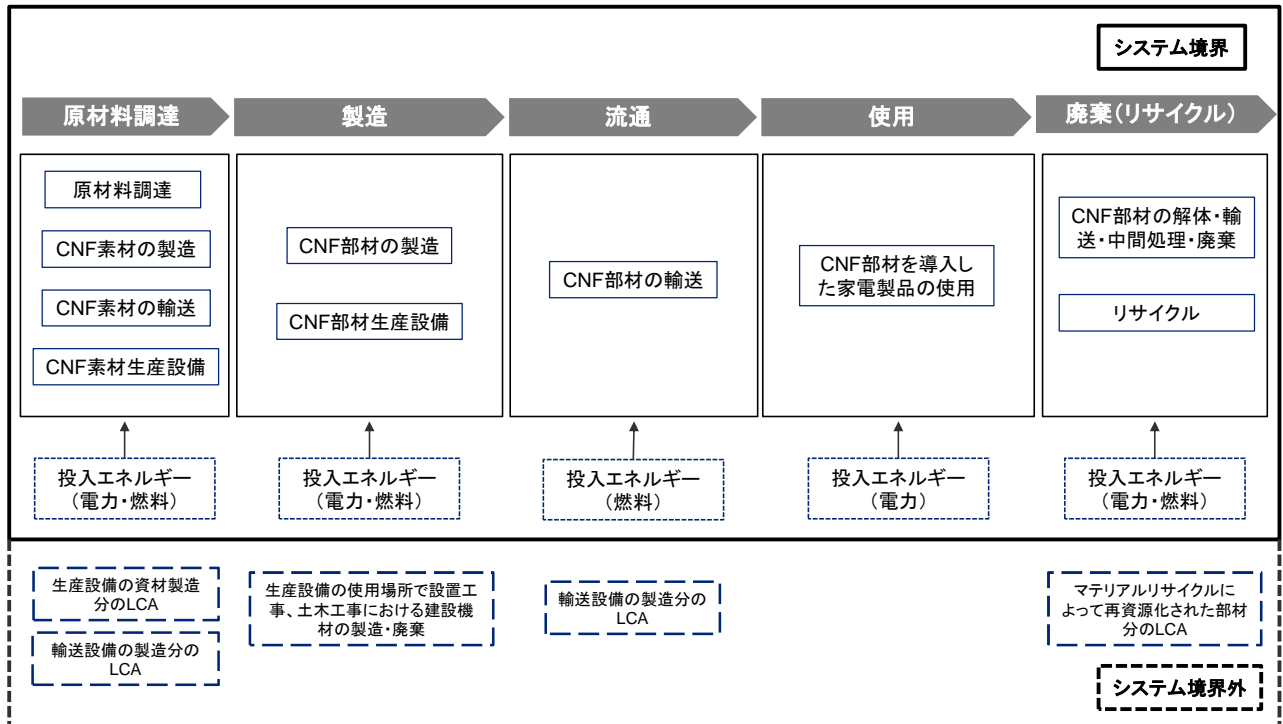 システム境界
原材料調達
製造
流通
使用
廃棄(リサイクル)
原材料調達
CNF素材の製造
CNF素材の輸送
CNF素材生産設備
CNF部材の製造
CNF部材生産設備
CNF部材の輸送
CNF部材を導入し
た家電製品の使用
CNF部材の解体・輸
送・中間処理・廃棄
リサイクル
投入エネルギー
(電力・燃料)
投入エネルギー
(電力・燃料)
投入エネルギー
(燃料)
投入エネルギー
(電力)
投入エネルギー
(電力・燃料)
生産設備の資材製造
分のLCA
輸送設備の製造分の
LCA
生産設備の使用場所で設置工
事、土木工事における建設機
材の製造・廃棄
輸送設備の製造分の
LCA
マテリアルリサイクルに
よって再資源化された部材
分のLCA
システム境界外